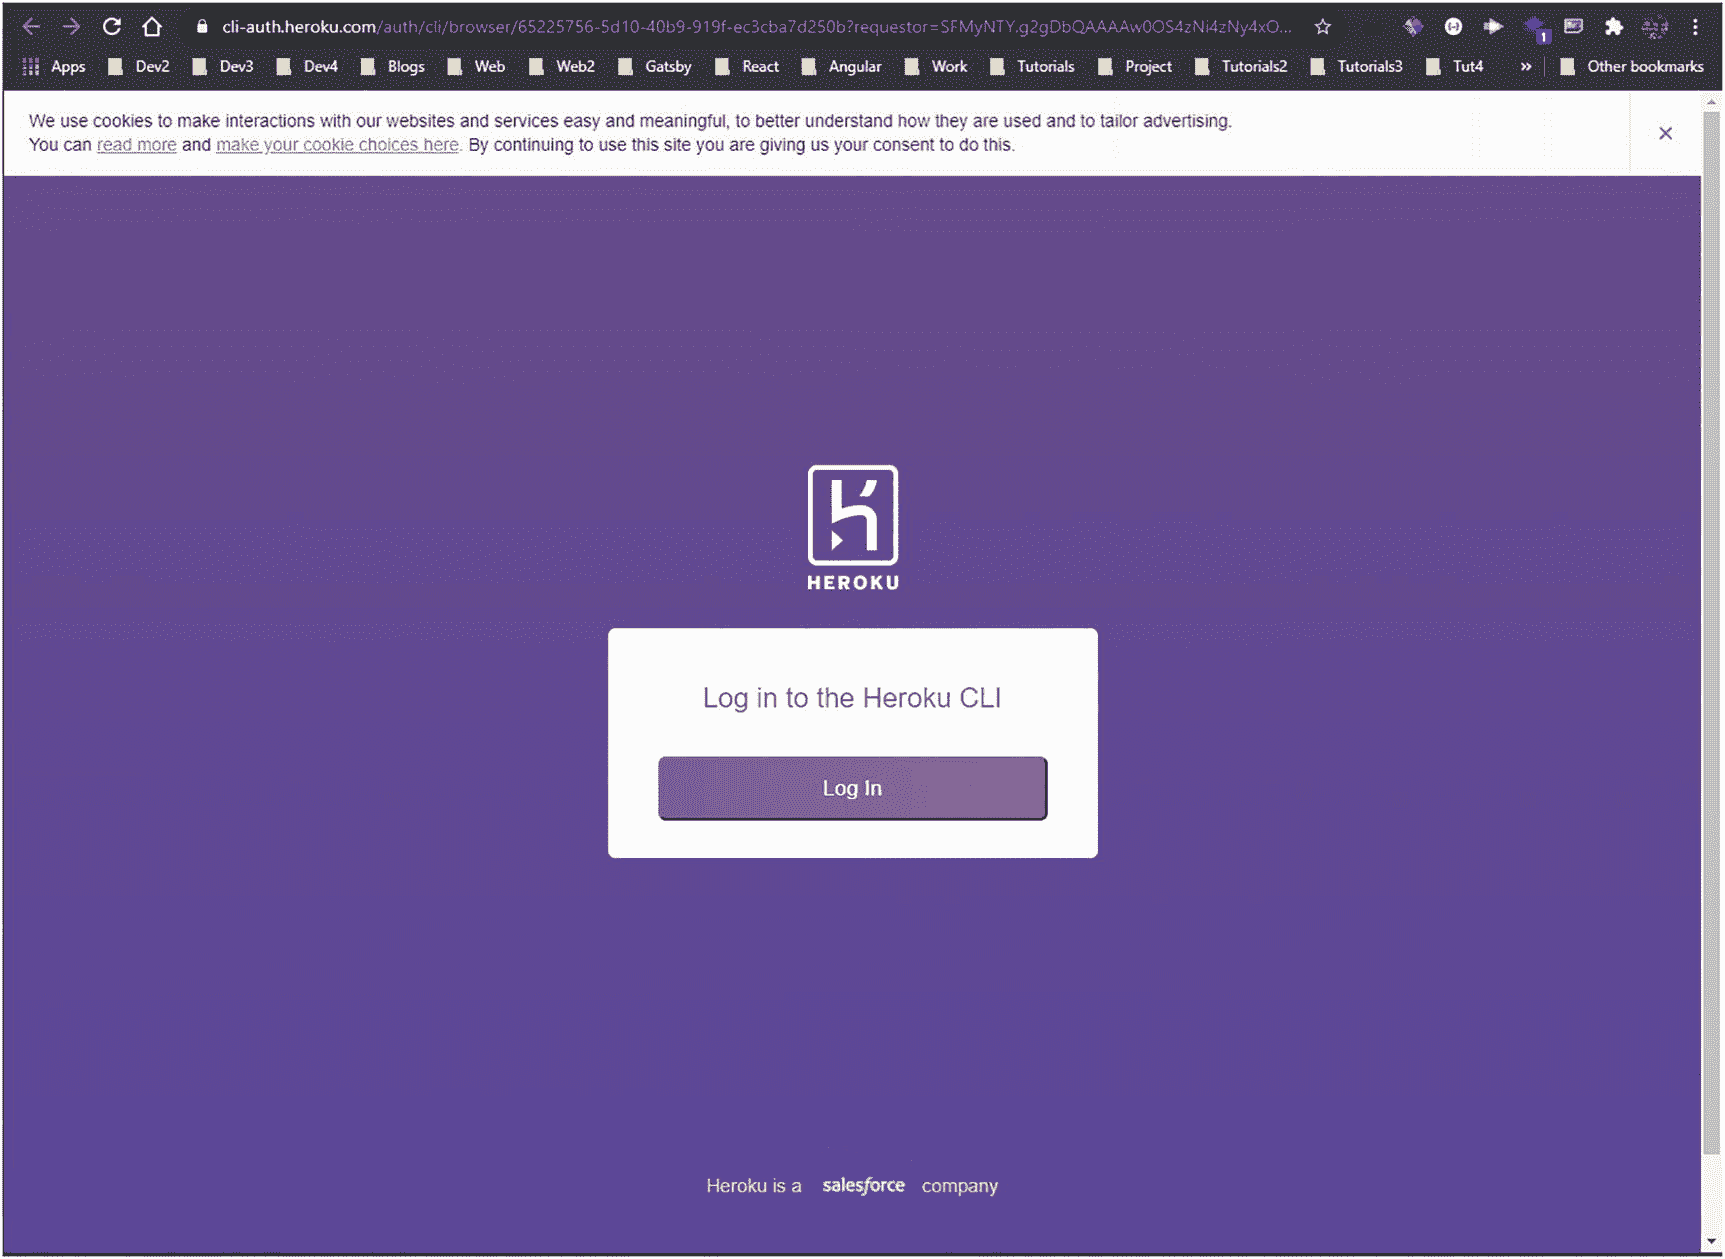 cli-auth.heroku.com/auth/cli/browser/65225756-5d10-40b9-919f-ec3cba7d250b?requestor=SFMyNTY.g2gDbQAAAAw0OS4zNi4zNy4xO...
1
Apps Dev2 Dev3 Dev4 Blogs Web Web2 Gatsby React Angular Work Tutorials Project Tutorials2 Tutorials3 Tut4 » Other bookmarks
We use cookies to make interactions with our websites and services easy and meaningful, to better understand how they are used and to tailor advertising.
You can read more and make your cookie choices here. By continuing to use this site you are giving us your consent to do this.
HEROKU
Log in to the Heroku CLI
Log In
Heroku is a salesforce company